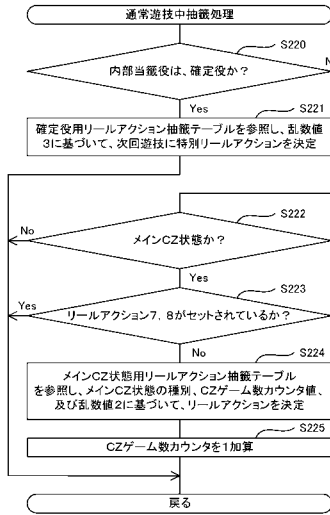 通常遊技中抽籤処理
S220
内部当籤役は、確定役か？
Yes
S221
確定役用リールアクション抽籤テーブルを参照し、乱数値
3に基づいて、次回遊技に特別リールアクションを決定
S222
No
メインCZ状態か？
Yes
S223
Yes
リールアクション7，8がセットされているか？
No
S224
メインCZ状態用リールアクション抽籤テーブル
を参照し、メインCZ状態の種別、CZゲーム数カウンタ値、
及び乱数値2に基づいて、リールアクションを決定
S225
CZゲーム数カウンタを1加算
戻る